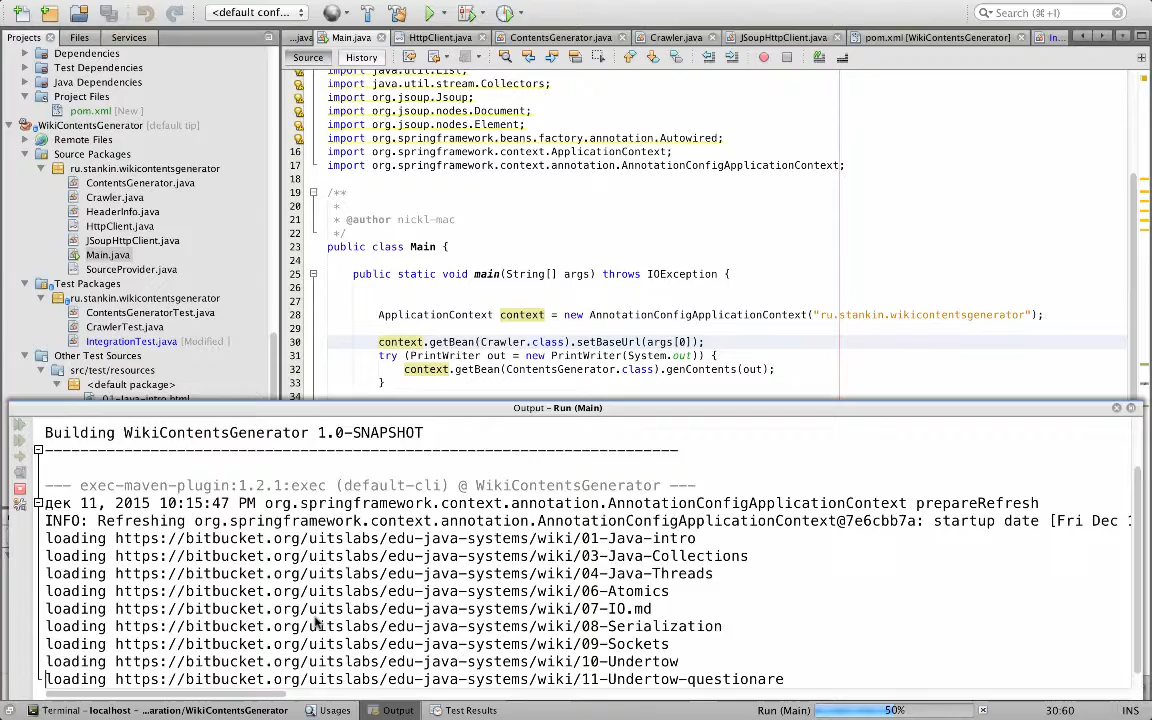 <default conf...
Search (⌘+I)
Projects
Files
Services
...java
Main.java
HttpClient.java
ContentsGenerator.java
Crawler.java
JSoupHttpClient.java
pom.xml [WikiContentsGenerator]
In...
Source
History
Dependencies
Test Dependencies
Java Dependencies
Project Files
pom.xml [New ]
WikiContentsGenerator [default tip]
Remote Files
Source Packages
ru.stankin.wikicontentsgenerator
ContentsGenerator.java
Crawler.java
HeaderInfo.java
HttpClient.java
JSoupHttpClient.java
Main.java
SourceProvider.java
Test Packages
ru.stankin.wikicontentsgenerator
ContentsGeneratorTest.java
CrawlerTest.java
IntegrationTest.java [Modified ]
Other Test Sources
src/test/resources
<default package>
01-Java-intro.html
import java.util.List;
import java.util.stream.Collectors;
import org.jsoup.Jsoup;
import org.jsoup.nodes.Document;
import org.jsoup.nodes.Element;
import org.springframework.beans.factory.annotation.Autowired;
16 import org.springframework.context.ApplicationContext;
17 import org.springframework.context.annotation.AnnotationConfigApplicationContext;
18
19 /**
20 *
21 * @author nickl-mac
22 */
23 public class Main {
24
25 public static void main(String[] args) throws IOException {
26
27
28 ApplicationContext context = new AnnotationConfigApplicationContext("ru.stankin.wikicontentsgenerator");
29
30 context.getBean(Crawler.class).setBaseUrl(args[0]);
31 try (PrintWriter out = new PrintWriter(System.out)) {
32 context.getBean(ContentsGenerator.class).genContents(out);
33 }
34
Output – Run (Main)
Building WikiContentsGenerator 1.0-SNAPSHOT
------------------------------------------------------------------------
--- exec-maven-plugin:1.2.1:exec (default-cli) @ WikiContentsGenerator ---
дек 11, 2015 10:15:47 PM org.springframework.context.annotation.AnnotationConfigApplicationContext prepareRefresh
INFO: Refreshing org.springframework.context.annotation.AnnotationConfigApplicationContext@7e6cbb7a: startup date [Fri Dec 1
loading https://bitbucket.org/uitslabs/edu-java-systems/wiki/01-Java-intro
loading https://bitbucket.org/uitslabs/edu-java-systems/wiki/03-Java-Collections
loading https://bitbucket.org/uitslabs/edu-java-systems/wiki/04-Java-Threads
loading https://bitbucket.org/uitslabs/edu-java-systems/wiki/06-Atomics
loading https://bitbucket.org/uitslabs/edu-java-systems/wiki/07-IO.md
loading https://bitbucket.org/uitslabs/edu-java-systems/wiki/08-Serialization
loading https://bitbucket.org/uitslabs/edu-java-systems/wiki/09-Sockets
loading https://bitbucket.org/uitslabs/edu-java-systems/wiki/10-Undertow
loading https://bitbucket.org/uitslabs/edu-java-systems/wiki/11-Undertow-questionare
Terminal – localhost – ...aration/WikiContentsGenerator
Usages
Output
Test Results
Run (Main)
50%
30:60
INS